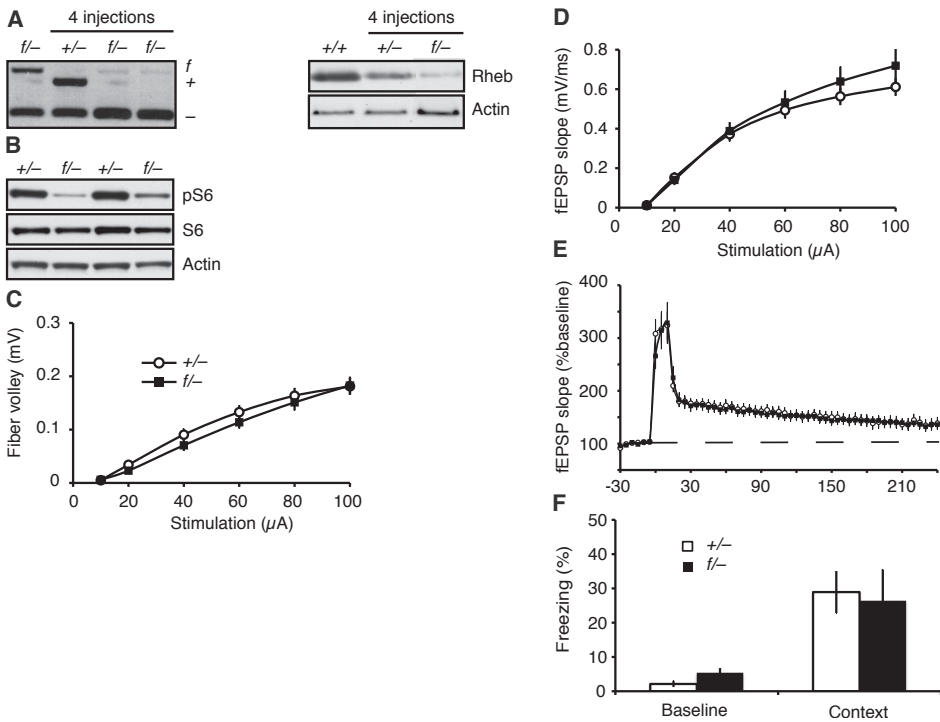 A
4 injections
f/– +/– f/– f/–
f
+
–
4 injections
+/+ +/– f/–
Rheb
Actin
B
+/– f/– +/– f/–
pS6
S6
Actin
C
Fiber volley (mV)
0.3
0.2
0.1
0
+/–
f/–
0 20 40 60 80 100
Stimulation (µA)
D
fEPSP slope (mV/ms)
0.8
0.6
0.4
0.2
0
0 20 40 60 80 100
Stimulation (µA)
E
fEPSP slope (%baseline)
400
300
200
100
-30 30 90 150 210
F
Freezing (%)
50
40
30
20
10
0
+/–
f/–
Baseline Context